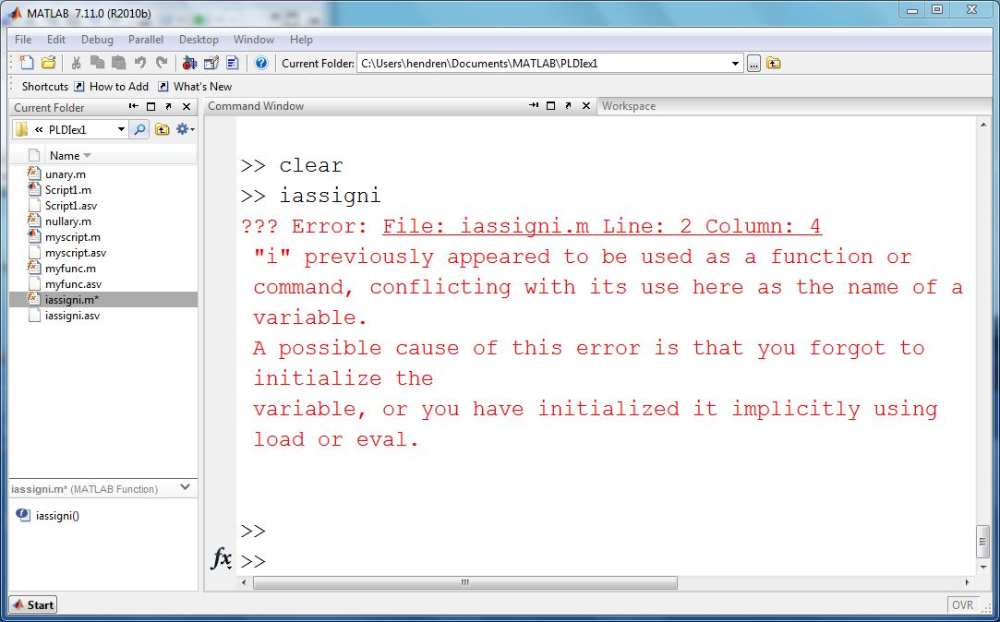 MATLAB 7.11.0 (R2010b)
File Edit Debug Parallel Desktop Window Help
Current Folder: C:\Users\hendren\Documents\MATLAB\PLDIex1
...
Shortcuts How to Add What's New
Current Folder
« PLDIex1
Name
unary.m
Script1.m
Script1.asv
nullary.m
myscript.m
myscript.asv
myfunc.m
myfunc.asv
iassigni.m*
iassigni.asv
iassigni.m* (MATLAB Function)
iassigni()
Command Window
Workspace
>> clear
>> iassigni
??? Error: File: iassigni.m Line: 2 Column: 4
"i" previously appeared to be used as a function or
command, conflicting with its use here as the name of a
variable.
A possible cause of this error is that you forgot to
initialize the
variable, or you have initialized it implicitly using
load or eval.
>>
fx >>
Start
OVR